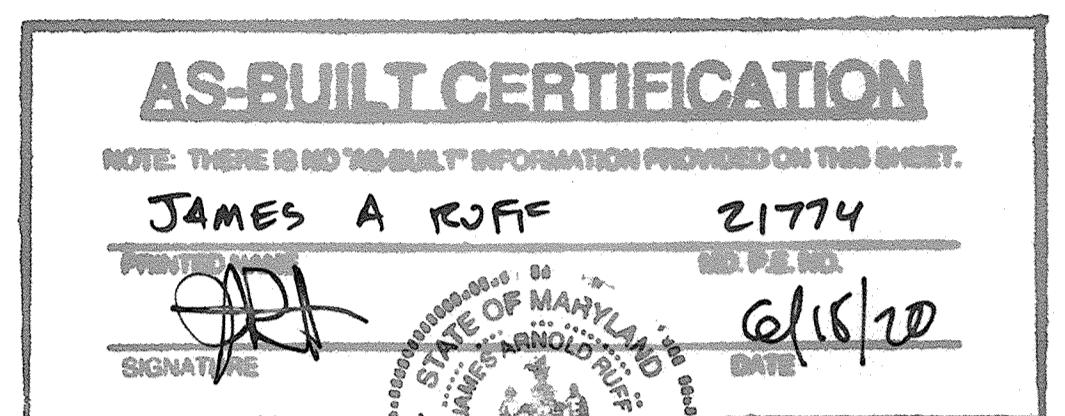 AS-BUILT CERTIFICATION
NOTE: THERE IS NO "AS-BUILT" INFORMATION PROVIDED ON THIS SHEET.
JAMES A RUFF 21774
PRINTED NAME MD. P.E. NO.
STATE OF MARYLAND
JAMES ARNOLD RUFF
6/15/20
SIGNATURE DATE